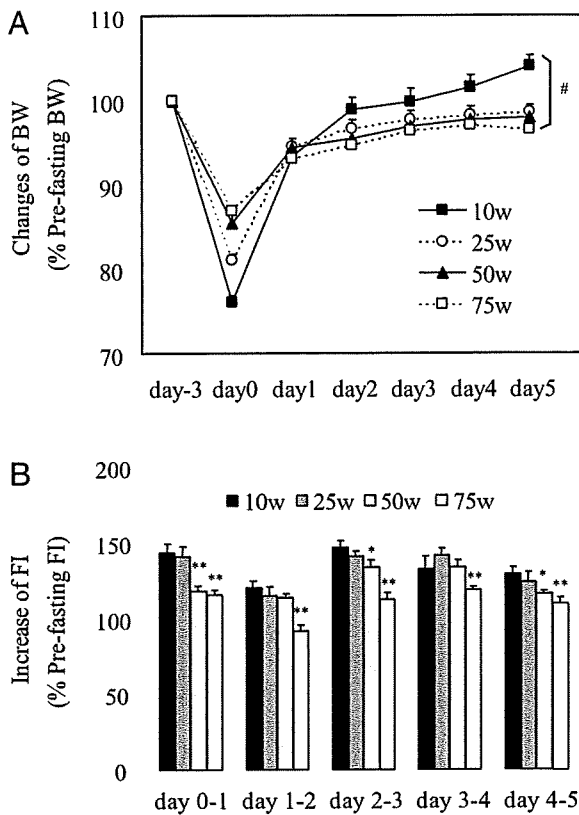 A
110
100
90
80
70
Changes of BW
(% Pre-fasting BW)
#
10w
25w
50w
75w
day-3 day0 day1 day2 day3 day4 day5
B
200
150
100
50
0
Increase of FI
(% Pre-fasting FI)
10w 25w 50w 75w
** ** ** * ** ** * **
day 0-1 day 1-2 day 2-3 day 3-4 day 4-5